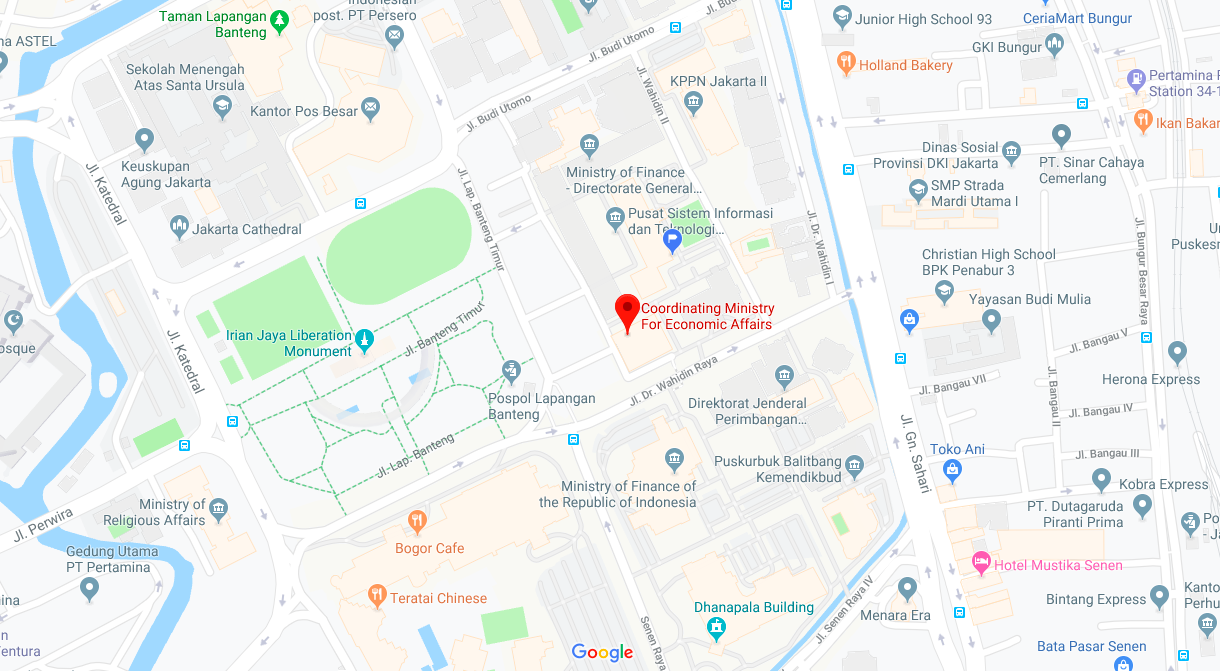 Taman Lapangan
Banteng
post. PT Persero
na ASTEL
Sekolah Menengah
Atas Santa Ursula
Kantor Pos Besar
Jl. Budi Utomo
Jl. Budi Utomo
Jl. Bu
Junior High School 93
CeriaMart Bungur
GKI Bungur
Holland Bakery
Pertamina P
Station 34-1
Ikan Bakar
KPPN Jakarta II
Jl. Wahidin II
Keuskupan
Agung Jakarta
Jl. Katedral
Jakarta Cathedral
Jl. Lap. Banteng Timur
Ministry of Finance
- Directorate General...
Pusat Sistem Informasi
dan Teknologi...
Jl. Dr. Wahidin I
Dinas Sosial
Provinsi DKI Jakarta
PT. Sinar Cahaya
Cemerlang
SMP Strada
Mardi Utama I
Jl. Bungur Besar Raya
Puskesm
Christian High School
BPK Penabur 3
Yayasan Budi Mulia
Coordinating Ministry
For Economic Affairs
Irian Jaya Liberation
Monument
Jl. Banteng Timur
osque
Jl. Katedral
Pospol Lapangan
Banteng
Jl. Dr. Wahidin Raya
Direktorat Jenderal
Perimbangan...
Jl. Bangau V
Herona Express
Jl. Bangau VII
Jl. Bangau II
Jl. Bangau IV
Jl. Gn. Sahari
Toko Ani
Jl. Bangau III
Jl. Lap. Banteng
Puskurbuk Balitbang
Kemendikbud
Ministry of Finance of
the Republic of Indonesia
Kobra Express
PT. Dutagaruda
Piranti Prima
Po
- Ja
Ministry of
Religious Affairs
Jl. Perwira
Gedung Utama
PT Pertamina
Bogor Cafe
Hotel Mustika Senen
Teratai Chinese
Dhanapala Building
Jl. Senen Raya IV
Menara Era
Bintang Express
Kanto
Perhu
ina
n
Ventura
Senen Raya
Google
Bata Pasar Senen